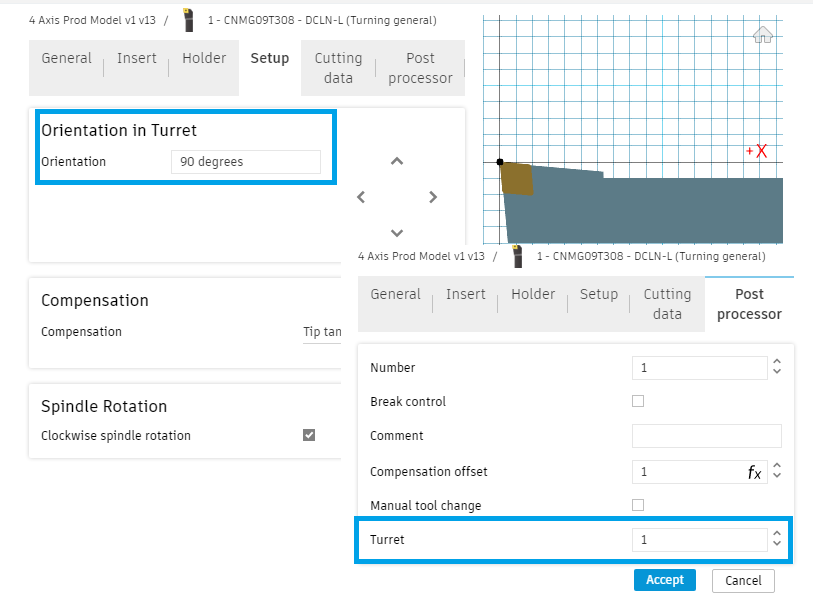 4 Axis Prod Model v1 v13 / 1 - CNMG09T308 - DCLN-L (Turning general)
General Insert Holder Setup Cutting data Post processor
Orientation in Turret
Orientation 90 degrees
+X
Compensation
Compensation Tip tan
Spindle Rotation
Clockwise spindle rotation
4 Axis Prod Model v1 v13 / 1 - CNMG09T308 - DCLN-L (Turning general)
General Insert Holder Setup Cutting data Post processor
Number 1
Break control
Comment
Compensation offset 1 fx
Manual tool change
Turret 1
Accept Cancel